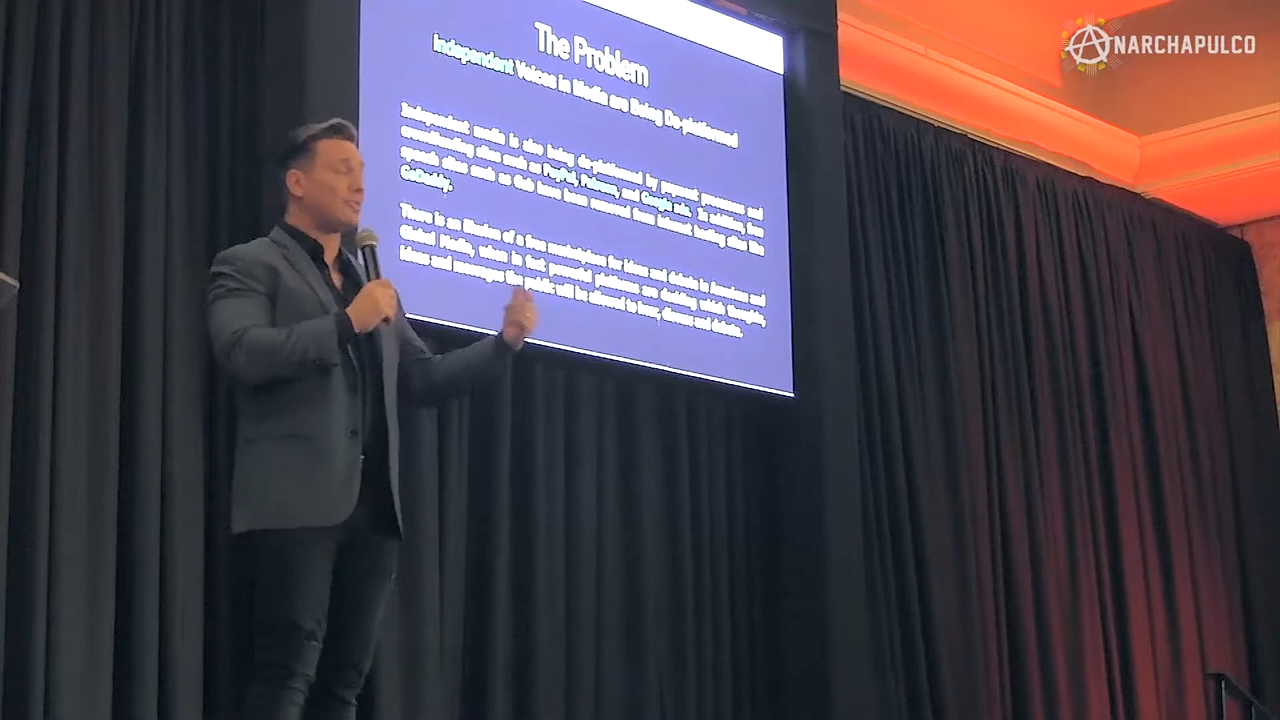 ANARCHAPULCO
The Problem
Independent Voices in Media are Being De-platformed
Independent media is also being de-platformed by payment processors and
crowdfunding sites such as PayPal, Patreon, and Google ads. In addition, free
speech sites such as Gab have been removed from internet hosting sites like
GoDaddy.
There is an illusion of a free marketplace for ideas and debate in American and
Global Media, when in fact powerful platforms are deciding which thoughts,
ideas and messages the public will be allowed to hear, discuss and debate.